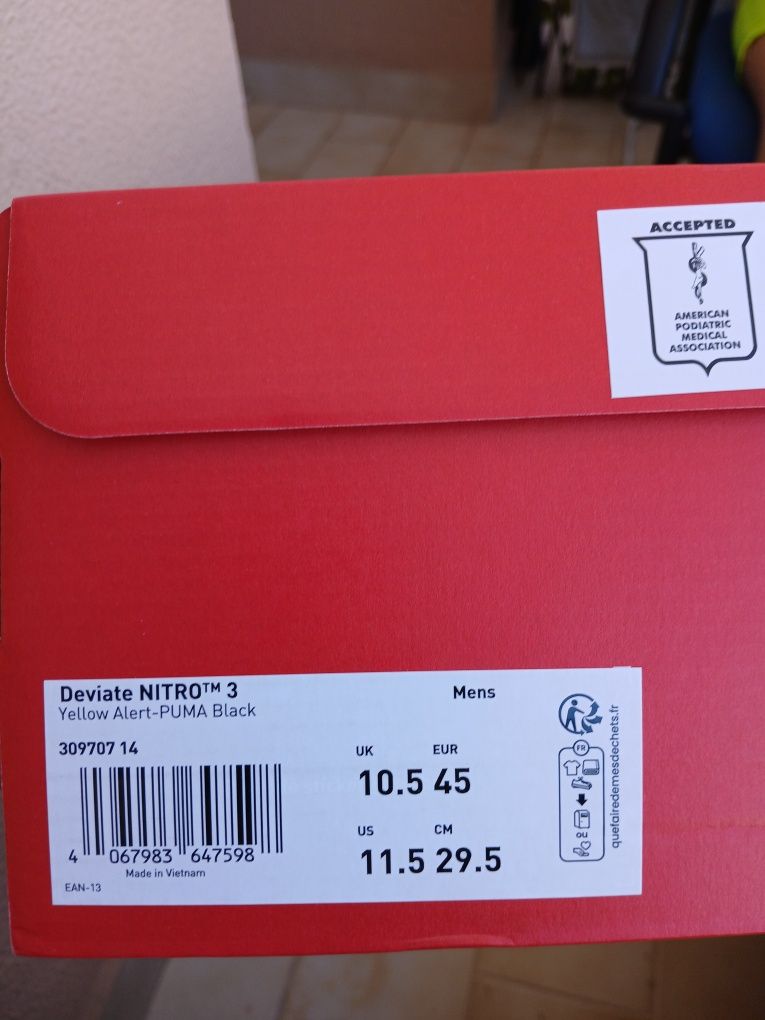 ACCEPTED
AMERICAN
PODIATRIC
MEDICAL
ASSOCIATION
Deviate NITRO™ 3
Mens
Yellow Alert-PUMA Black
309707 14
UK EUR
10.5 45
US CM
11.5 29.5
4 067983 647598
Made in Vietnam
EAN-13
FR
OU
quefairedemesdechets.fr